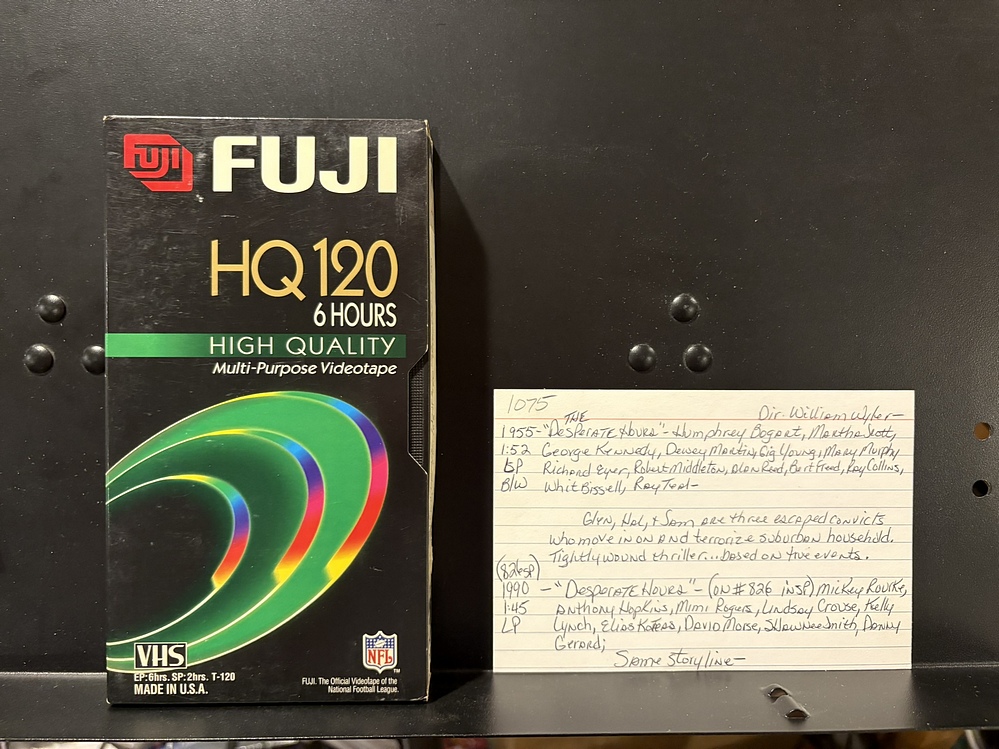 FUJI FUJI
HQ 120
6 HOURS
HIGH QUALITY
Multi-Purpose Videotape
VHS
EP:6hrs. SP:2hrs. T-120
MADE IN U.S.A.
NFL
TM
FUJI. The Official Videotape of the
National Football League.
1075
Dir. William Wyler-
1955-"THE Desperate Hours"- Humphrey Bogart, Martha Scott,
1:52 George Kennedy, Dewey Martin, Gig Young, Mary Murphy
SP Richard Eyer, Robert Middleton, Alan Reed, Bert Freed, Ray Collins,
B/W Whit Bissell, Ray Teal-
Glyn, Hal, + Sam are three escaped convicts
who move in on and terrorize suburban household.
Tightly wound thriller...based on true events.
(826sp)
1990 - "Desperate Hours" - (on #826 in SP) Mickey Rourke,
1:45 Anthony Hopkins, Mimi Rogers, Lindsay Crouse, Kelly
LP Lynch, Elias Koteas, David Morse, Shawnee Smith, Danny
Gerard;
Same Storyline-